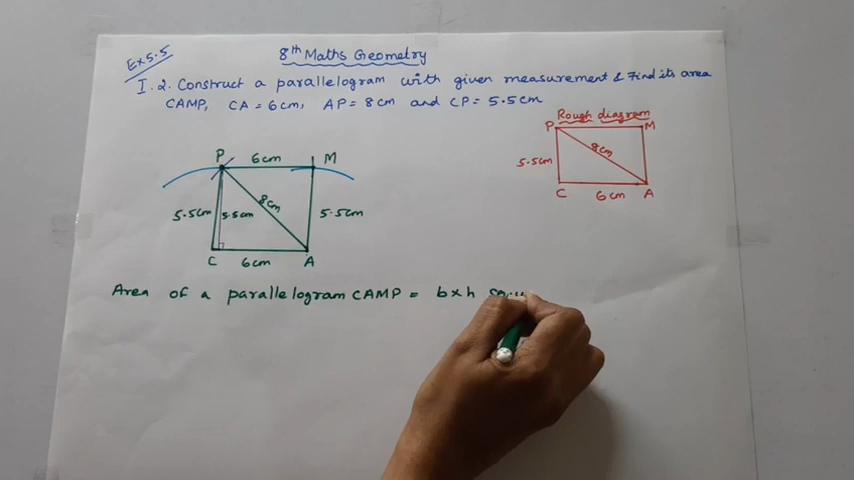 Ex 5.5
8th Maths Geometry
I. 2. Construct a parallelogram with given measurement & Find its area
CAMP, CA = 6cm, AP = 8cm and CP = 5.5cm
Rough diagram
P M
8cm
5.5cm
C 6cm A
P 6cm M
8cm
5.5cm 5.5cm 5.5cm
C 6cm A
Area of a parallelogram CAMP = b×h